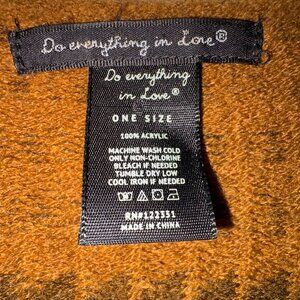 Do everything in Love®
Do everything
in Love®
ONE SIZE
100% ACRYLIC
MACHINE WASH COLD
ONLY NON-CHLORINE
BLEACH IF NEEDED
TUMBLE DRY LOW
COOL IRON IF NEEDED
RN#122351
MADE IN CHINA